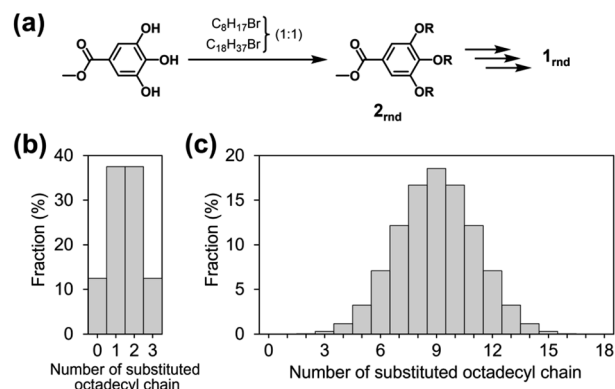 (a)
OH
OH
OH
O
O
C8H17Br
C18H37Br
(1:1)
OR
OR
OR
O
O
2rnd
1rnd
(b)
Fraction (%)
40
30
20
10
0
0 1 2 3
Number of substituted
octadecyl chain
(c)
Fraction (%)
20
15
10
5
0
0 3 6 9 12 15 18
Number of substituted octadecyl chain